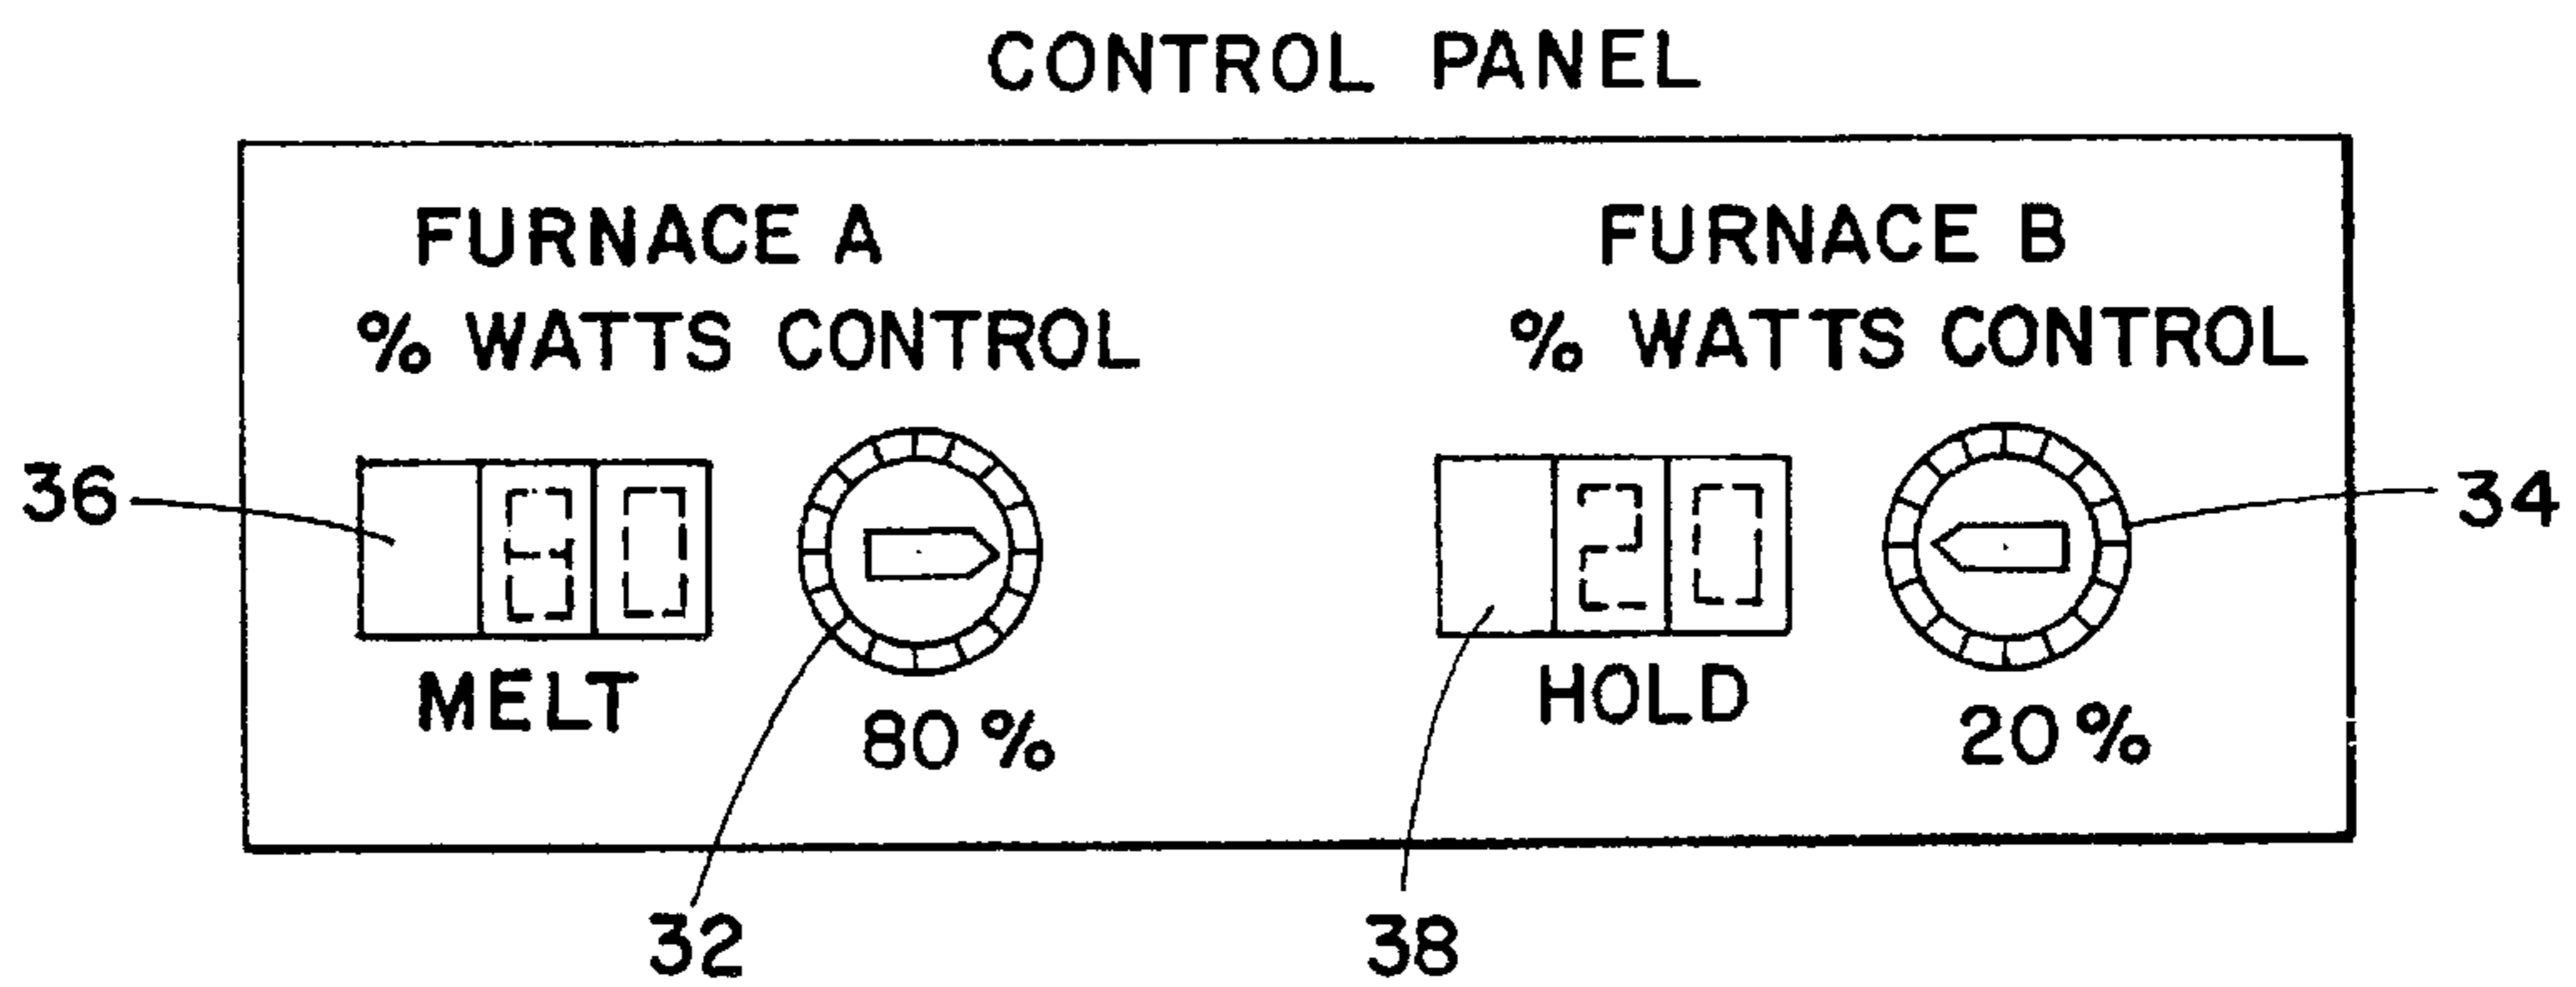 CONTROL PANEL
FURNACE A
% WATTS CONTROL
FURNACE B
% WATTS CONTROL
36
80
34
20
MELT
80%
HOLD
20%
32
38